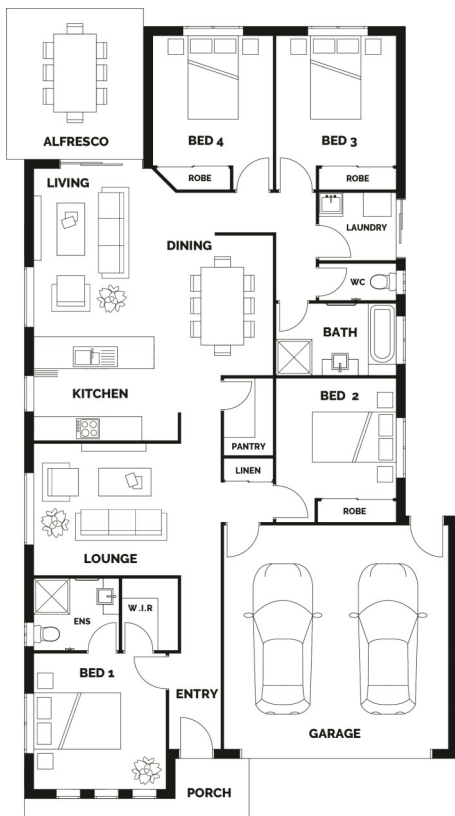 BED 4
BED 3
ALFRESCO
ROBE
ROBE
LIVING
LAUNDRY
DINING
WC
BATH
KITCHEN
BED 2
PANTRY
LINEN
ROBE
LOUNGE
W.I.R
ENS
BED 1
ENTRY
GARAGE
PORCH